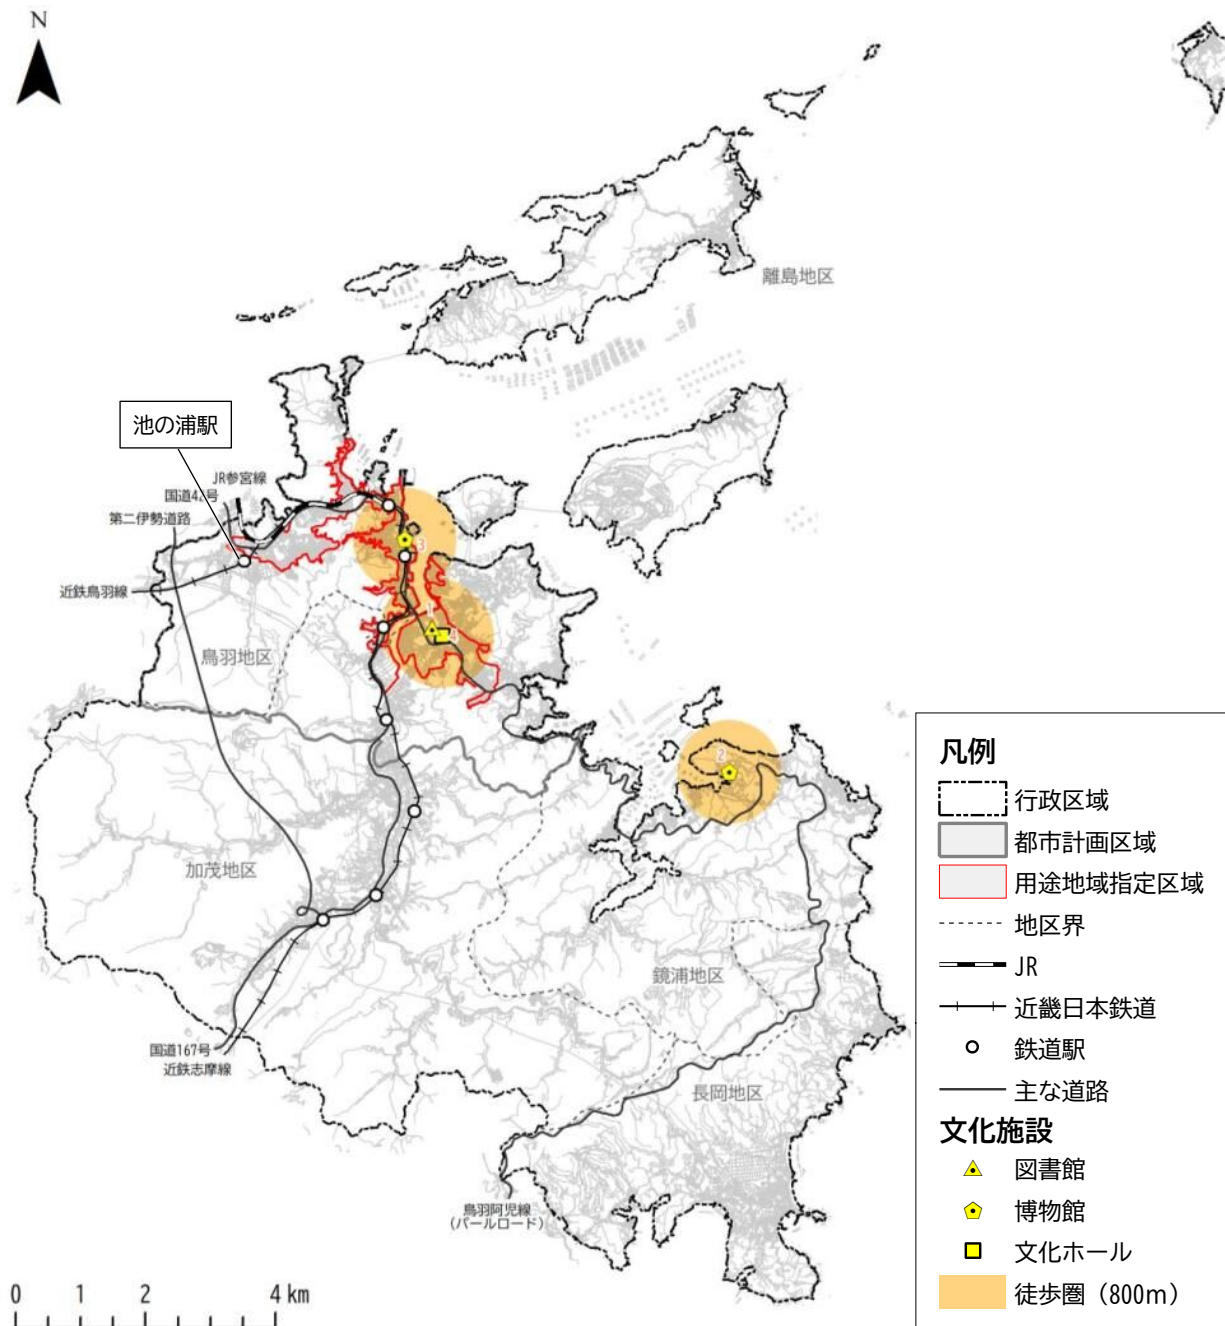 N
離島地区
池の浦駅
JR参宮線
国道42号
第二伊勢道路
近鉄鳥羽線
3
1
4
鳥羽地区
2
加茂地区
鏡浦地区
国道167号
近鉄志摩線
長岡地区
鳥羽阿児線
(パールロード)
0 1 2 4 km
凡例
行政区域
都市計画区域
用途地域指定区域
地区界
JR
近畿日本鉄道
鉄道駅
主な道路
文化施設
図書館
博物館
文化ホール
徒歩圏（800m）